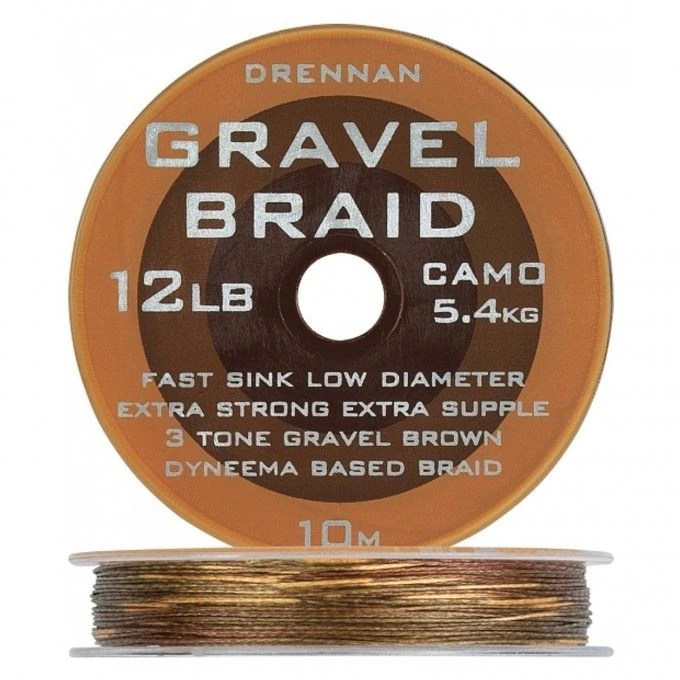 DRENNAN
GRAVEL
BRAID
12LB
CAMO
5.4KG
FAST SINK LOW DIAMETER
EXTRA STRONG EXTRA SUPPLE
3 TONE GRAVEL BROWN
DYNEEMA BASED BRAID
10M